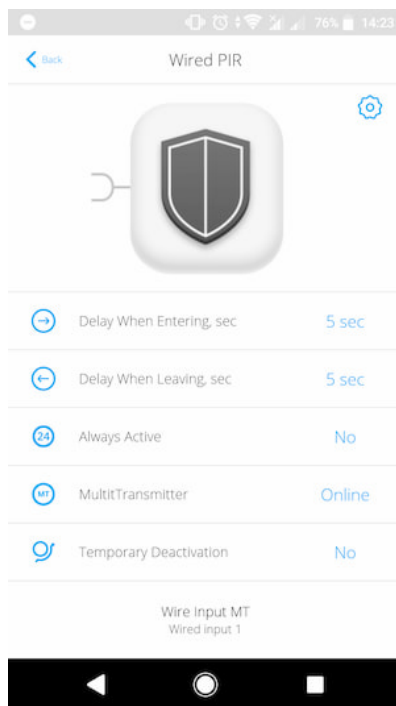 76% 14:23
Back Wired PIR
Delay When Entering, sec 5 sec
Delay When Leaving, sec 5 sec
24 Always Active No
MT MultitTransmitter Online
Temporary Deactivation No
Wire Input MT
Wired input 1